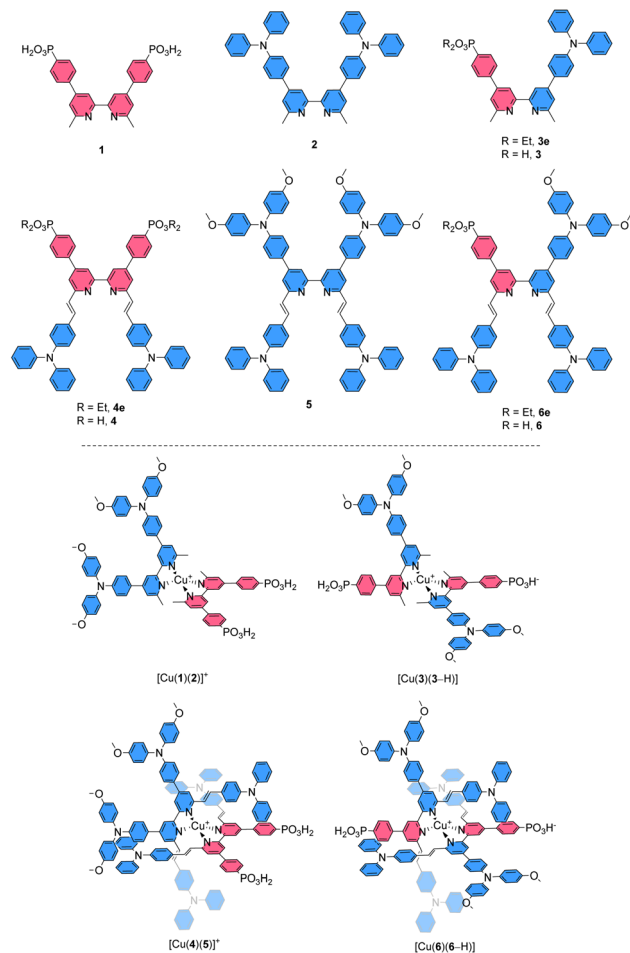 H₂O₃P PO₃H₂
N N
1
N N
N N
2
R₂O₃P N
N N
R = Et, 3e
R = H, 3
R₂O₃P PO₃R₂
N N
N N
R = Et, 4e
R = H, 4
O O
O N N O
N N
N N
5
O
R₂O₃P N O
N N
N N
R = Et, 6e
R = H, 6
O
O N
N
O N Cu⁺ N
N N PO₃H₂
O PO₃H₂
[Cu(1)(2)]⁺
O
O N
N
H₂O₃P N Cu⁺ N PO₃H⁻
N
N O
O
[Cu(3)(3–H)]
O
O N
N N
O
N N Cu⁺ N PO₃H₂
N
O N PO₃H₂
N
[Cu(4)(5)]⁺
O
O N
N N
H₂O₃P N Cu⁺ N PO₃H⁻
N
N
N O
N O
[Cu(6)(6–H)]